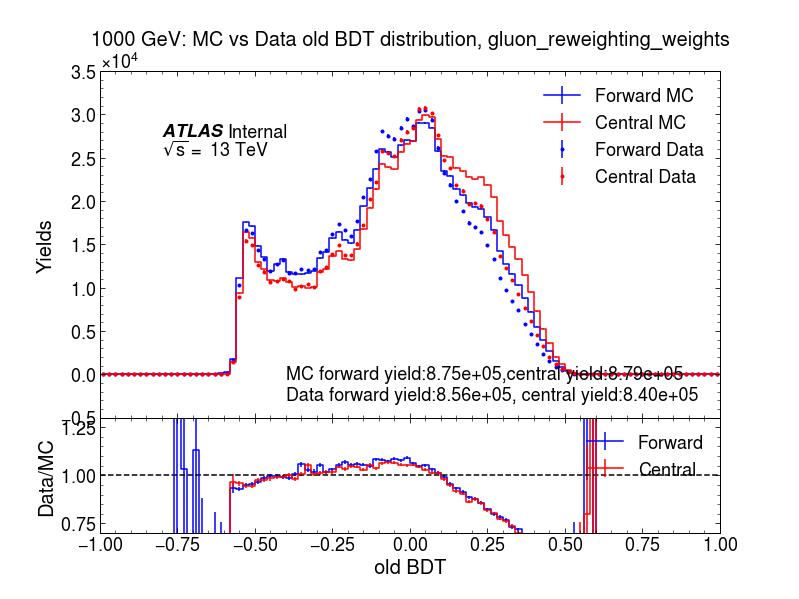 1000 GeV: MC vs Data old BDT distribution, gluon_reweighting_weights
×10⁴
3.5
3.0
2.5
2.0
1.5
1.0
0.5
0.0
0.5
Yields
ATLAS Internal
√s = 13 TeV
Forward MC
Central MC
Forward Data
Central Data
MC forward yield:8.75e+05,central yield:8.79e+05
Data forward yield:8.56e+05, central yield:8.40e+05
1.25
1.00
0.75
Data/MC
Forward
Central
−1.00 −0.75 −0.50 −0.25 0.00 0.25 0.50 0.75 1.00
old BDT